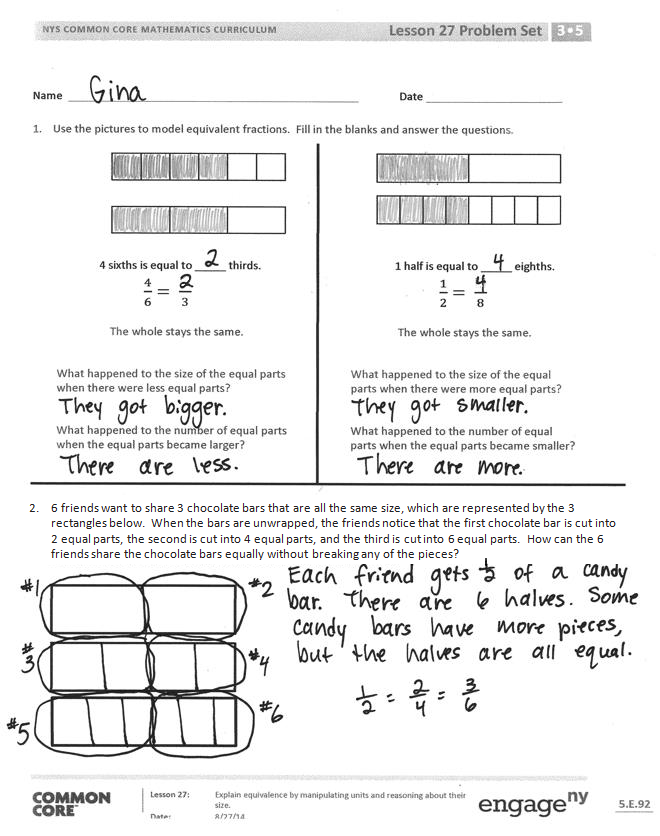 NYS COMMON CORE MATHEMATICS CURRICULUM
Lesson 27 Problem Set 3•5
Name Gina
Date
1. Use the pictures to model equivalent fractions. Fill in the blanks and answer the questions.
4 sixths is equal to 2 thirds.
4/6 = 2/3
The whole stays the same.
What happened to the size of the equal parts
when there were less equal parts?
They got bigger.
What happened to the number of equal parts
when the equal parts became larger?
There are less.
1 half is equal to 4 eighths.
1/2 = 4/8
The whole stays the same.
What happened to the size of the equal
parts when there were more equal parts?
They got smaller.
What happened to the number of equal
parts when the equal parts became smaller?
There are more.
2. 6 friends want to share 3 chocolate bars that are all the same size, which are represented by the 3
rectangles below. When the bars are unwrapped, the friends notice that the first chocolate bar is cut into
2 equal parts, the second is cut into 4 equal parts, and the third is cut into 6 equal parts. How can the 6
friends share the chocolate bars equally without breaking any of the pieces?
#1
#2
#3
#4
#5
#6
Each friend gets 1/2 of a candy
bar. There are 6 halves. Some
candy bars have more pieces,
but the halves are all equal.
1/2 = 2/4 = 3/6
COMMON
CORE™
Lesson 27:
Explain equivalence by manipulating units and reasoning about their
size.
Date:
8/27/14
engage ny
5.E.92